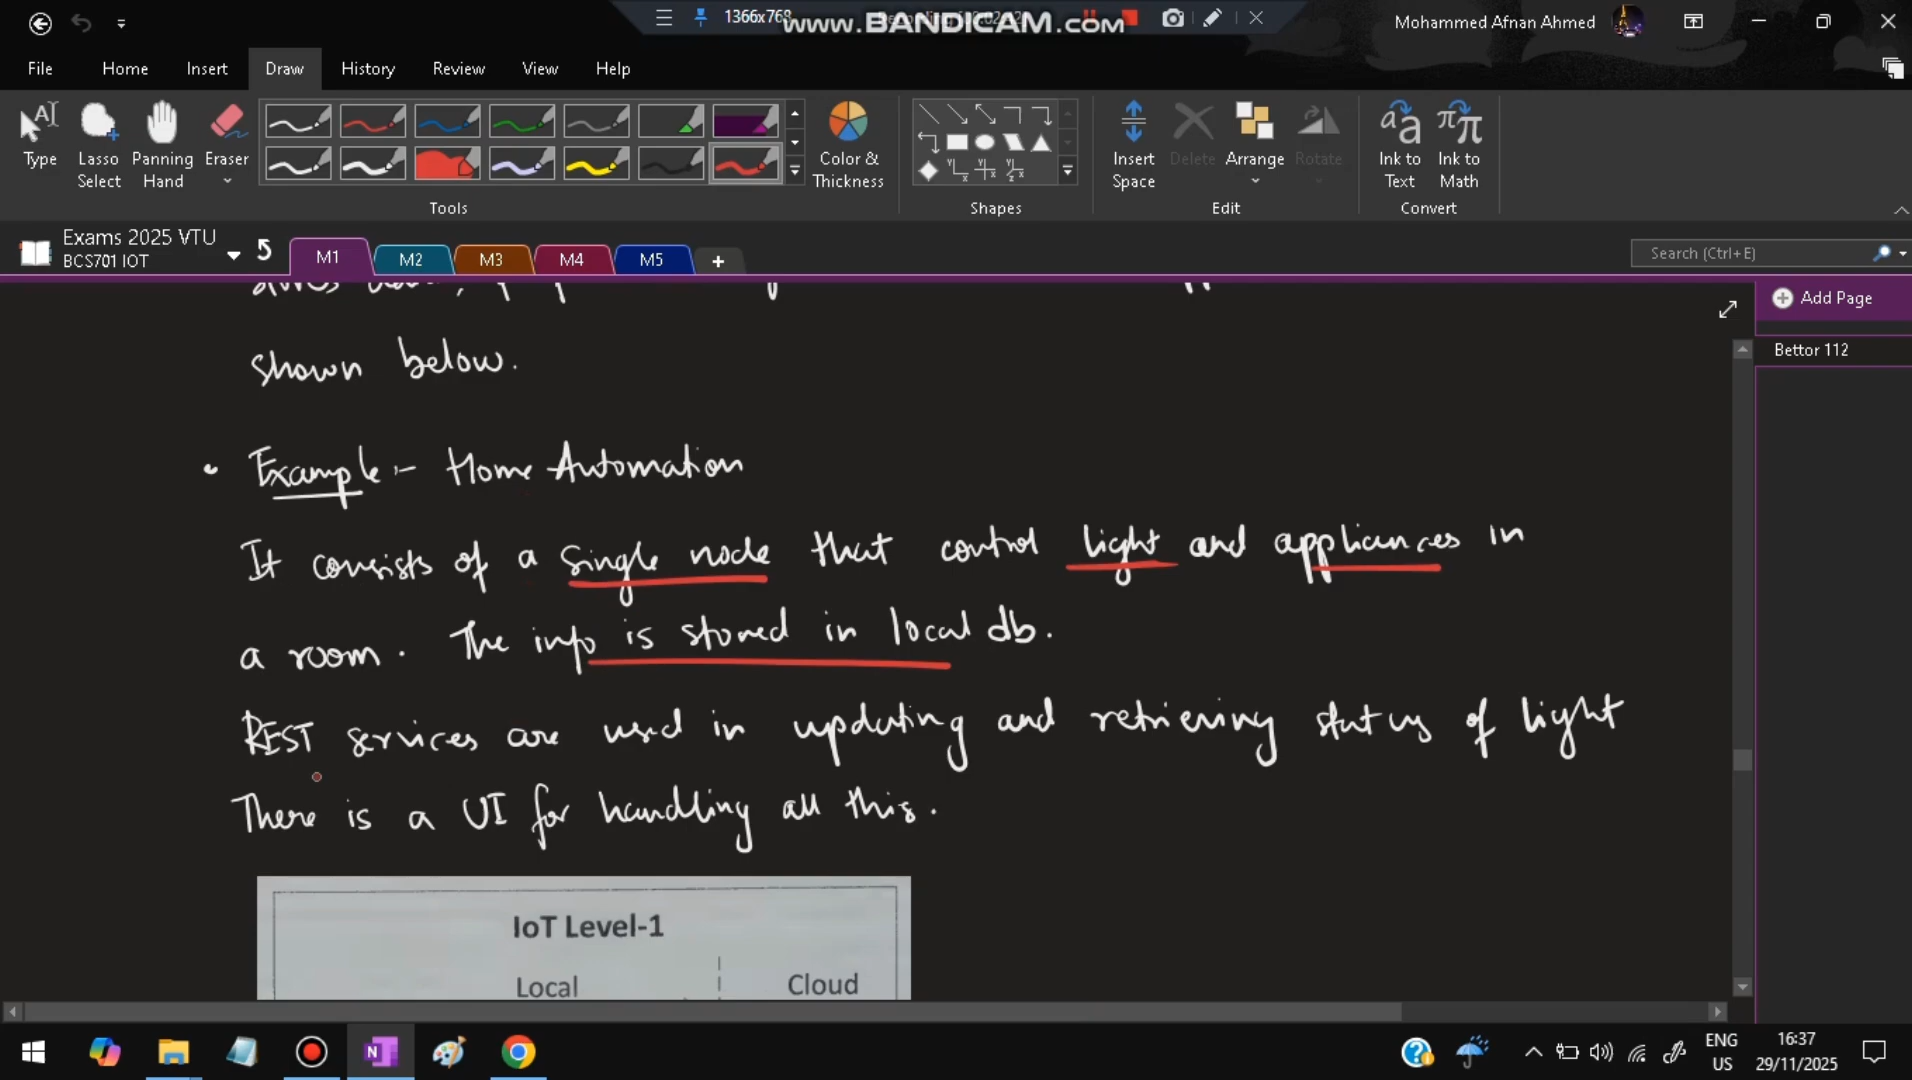 1366x768
www.BANDICAM.com
Mohammed Afnan Ahmed
File Home Insert Draw History Review View Help
Type
Lasso Select
Panning Hand
Eraser
Color & Thickness
Insert Space
Delete
Arrange
Rotate
Ink to Text
Ink to Math
Tools Shapes Edit Convert
Exams 2025 VTU
BCS701 IOT
M1 M2 M3 M4 M5
Search (Ctrl+E)
Add Page
Bettor 112
shown below.
• Example :- Home Automation
It consists of a single node that control light and appliances in
a room. The info is stored in local db.
REST services are used in updating and retrieving status of light
There is a UI for handling all this.
IoT Level-1
Local Cloud
ENG US
16:37
29/11/2025